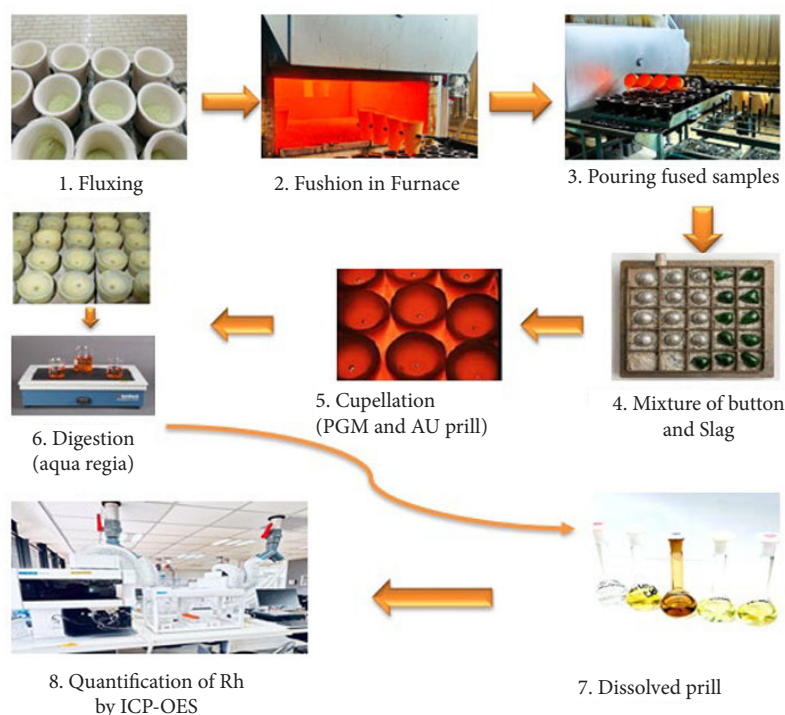 1. Fluxing
2. Fushion in Furnace
3. Pouring fused samples
4. Mixture of button
and Slag
5. Cupellation
(PGM and AU prill)
6. Digestion
(aqua regia)
7. Dissolved prill
8. Quantification of Rh
by ICP-OES